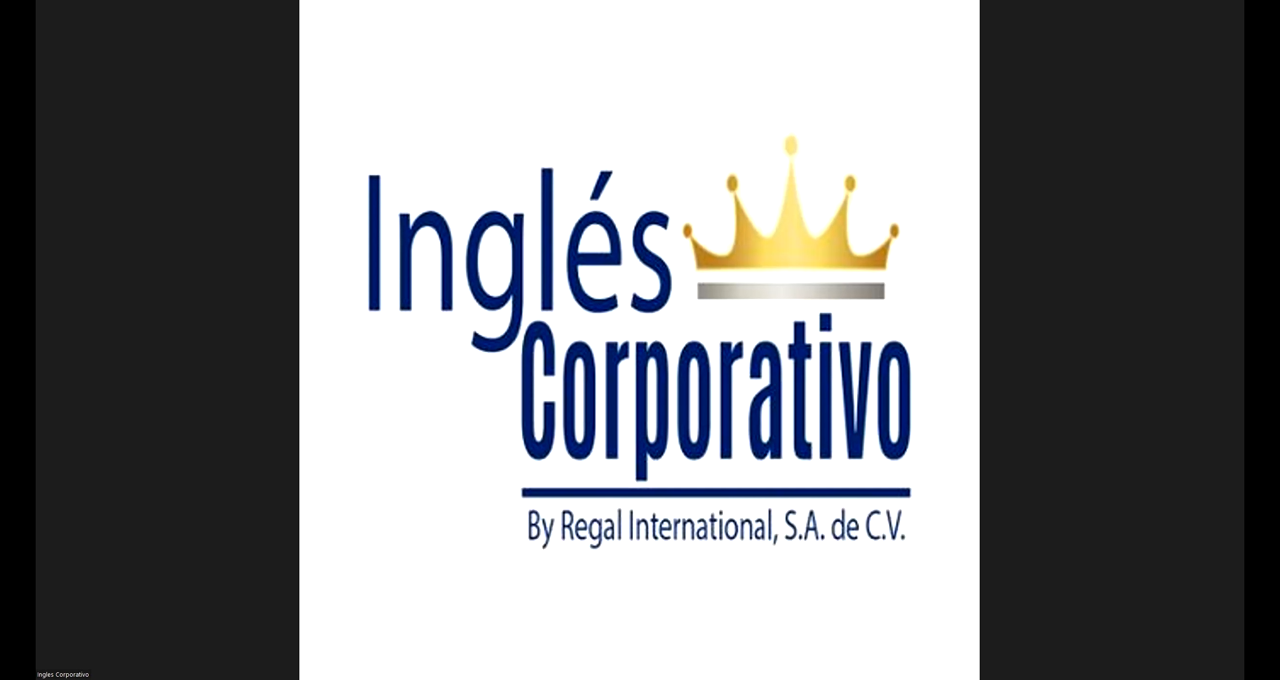 Inglés
Corporativo
By Regal International, S.A. de C.V.
Ingles Corporativo